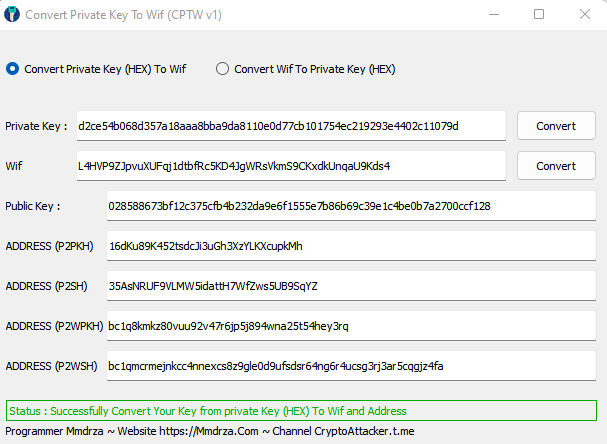 Convert Private Key To Wif (CPTW v1)
Convert Private Key (HEX) To Wif
Convert Wif To Private Key (HEX)
Private Key : d2ce54b068d357a18aaa8bba9da8110e0d77cb101754ec219293e4402c11079d Convert
Wif L4HVP9ZJpvuXUFqj1dtbfRc5KD4JgWRsVkmS9CKxdkUnqaU9Kds4 Convert
Public Key : 028588673bf12c375cfb4b232da9e6f1555e7b86b69c39e1c4be0b7a2700ccf128
ADDRESS (P2PKH) 16dKu89K452tsdcJi3uGh3XzYLKXcupkMh
ADDRESS (P2SH) 35AsNRUF9VLMW5idattH7WfZws5UB9SqYZ
ADDRESS (P2WPKH) bc1q8kmkz80vuu92v47r6jp5j894wna25t54hey3rq
ADDRESS (P2WSH) bc1qmcrmejnkcc4nnexcs8z9gle0d9ufsdsr64ng6r4ucsg3rj3ar5cqgjz4fa
Status : Successfully Convert Your Key from private Key (HEX) To Wif and Address
Programmer Mmdrza ~ Website https://Mmdrza.Com ~ Channel CryptoAttacker.t.me